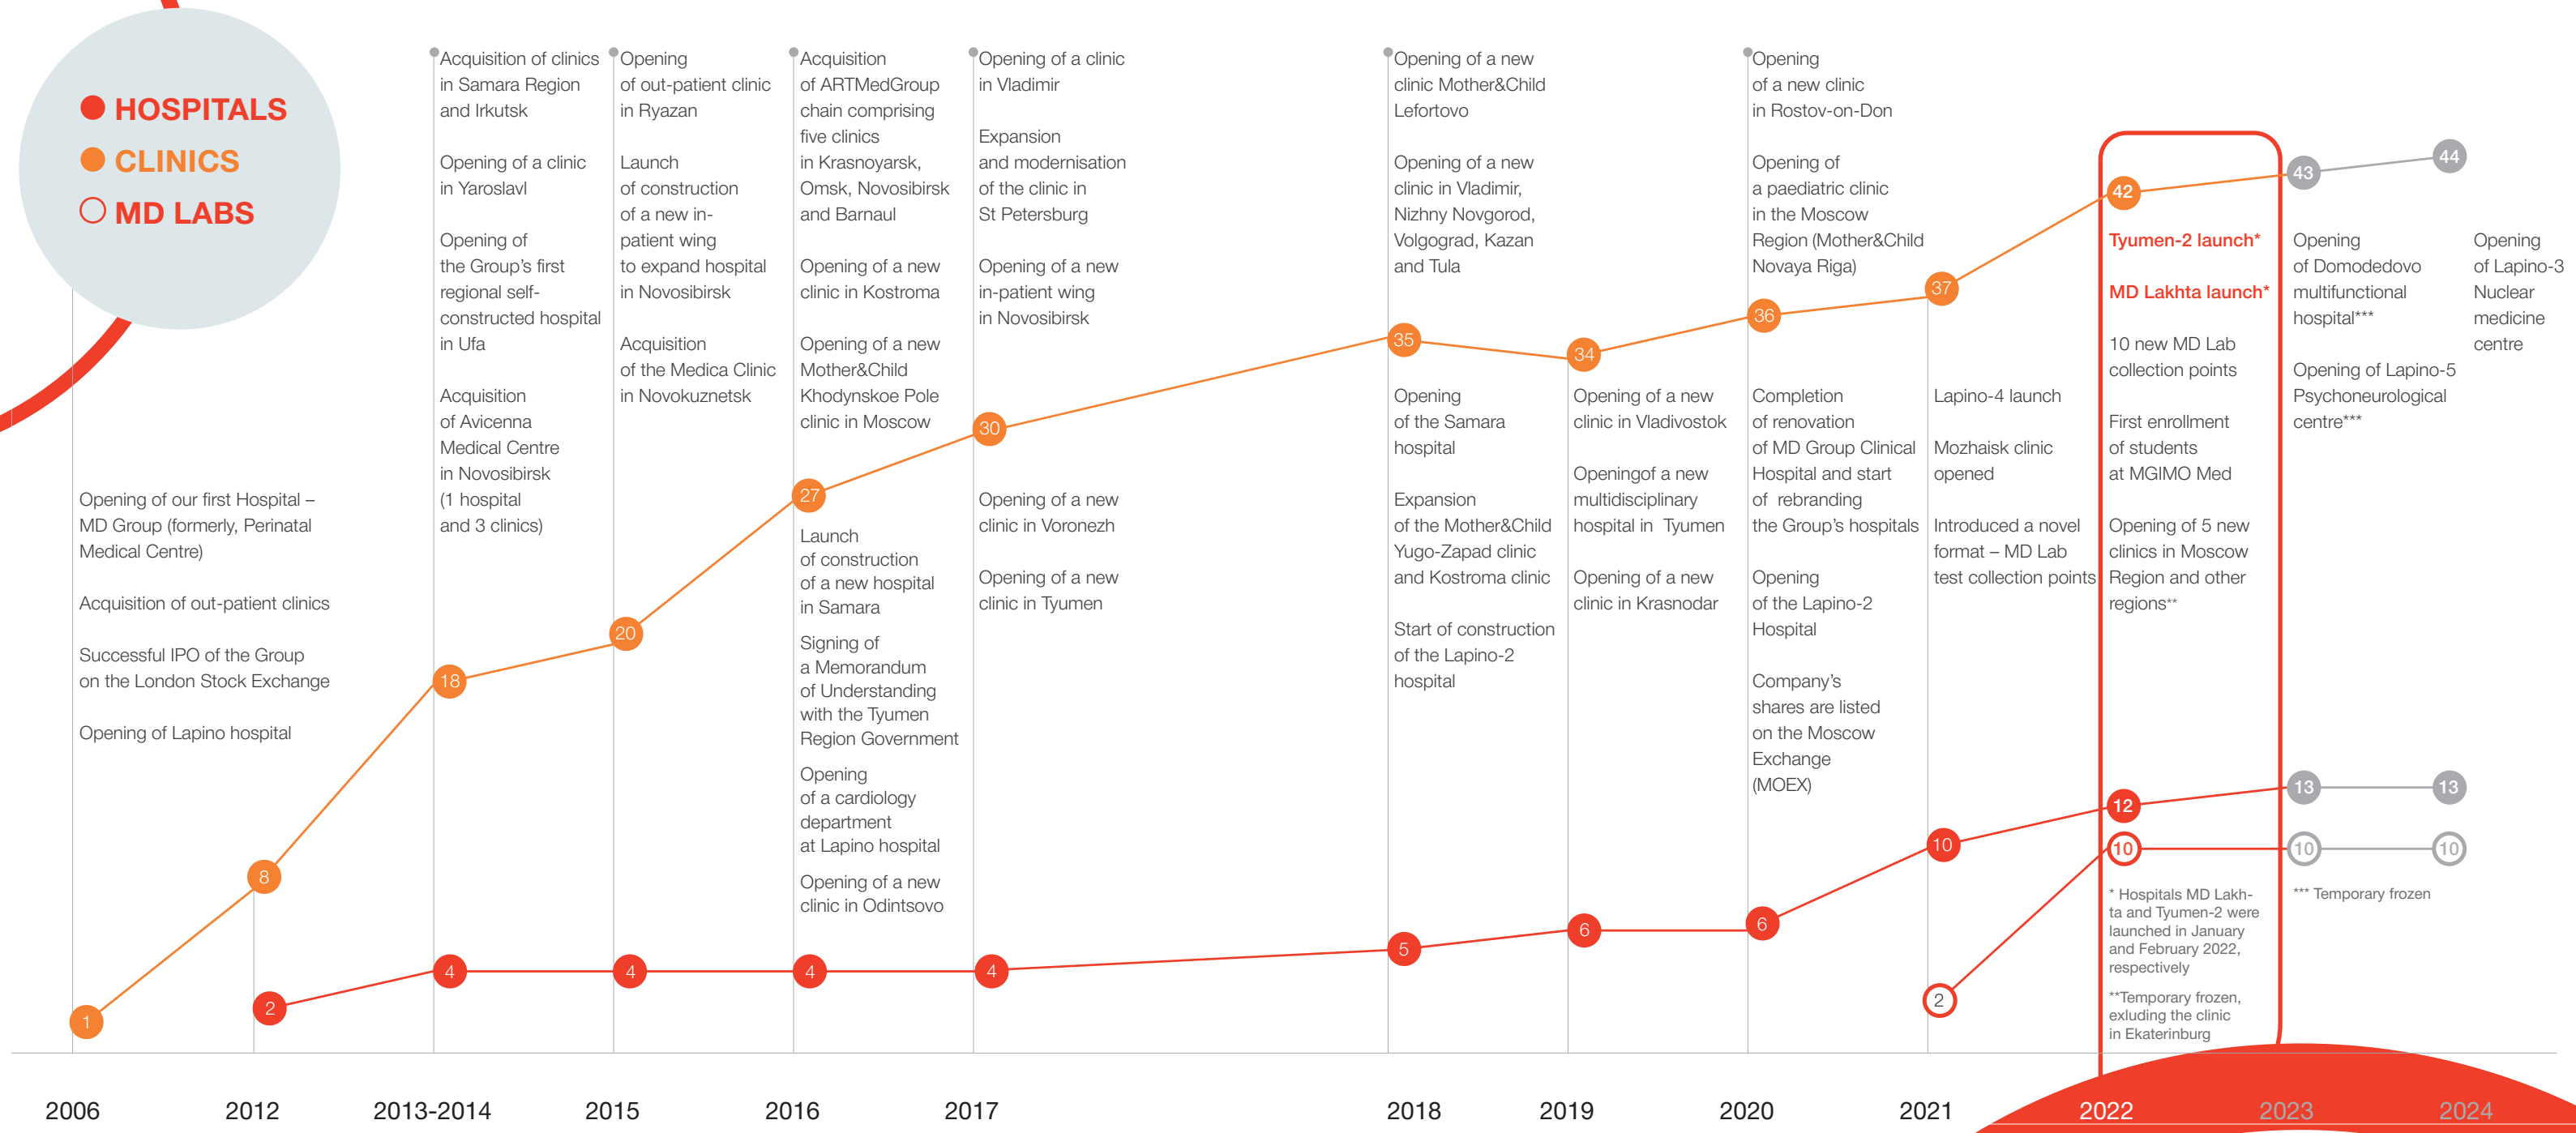 HOSPITALS
CLINICS
MD LABS
Opening of our first Hospital –
MD Group (formerly, Perinatal
Medical Centre)
Acquisition of out-patient clinics
Successful IPO of the Group
on the London Stock Exchange
Opening of Lapino hospital
Acquisition of clinics
in Samara Region
and Irkutsk
Opening of a clinic
in Yaroslavl
Opening of
the Group's first
regional self-
constructed hospital
in Ufa
Acquisition
of Avicenna
Medical Centre
in Novosibirsk
(1 hospital
and 3 clinics)
Opening
of out-patient clinic
in Ryazan
Launch
of construction
of a new in-
patient wing
to expand hospital
in Novosibirsk
Acquisition
of the Medica Clinic
in Novokuznetsk
Acquisition
of ARTMedGroup
chain comprising
five clinics
in Krasnoyarsk,
Omsk, Novosibirsk
and Barnaul
Opening of a new
clinic in Kostroma
Opening of a new
Mother&Child
Khodynskoe Pole
clinic in Moscow
Launch
of construction
of a new hospital
in Samara
Signing of
a Memorandum
of Understanding
with the Tyumen
Region Government
Opening
of a cardiology
department
at Lapino hospital
Opening of a new
clinic in Odintsovo
Opening of a clinic
in Vladimir
Expansion
and modernisation
of the clinic in
St Petersburg
Opening of a new
in-patient wing
in Novosibirsk
Opening of a new
clinic in Voronezh
Opening of a new
clinic in Tyumen
Opening of a new
clinic Mother&Child
Lefortovo
Opening of a new
clinic in Vladimir,
Nizhny Novgorod,
Volgograd, Kazan
and Tula
Opening
of the Samara
hospital
Expansion
of the Mother&Child
Yugo-Zapad clinic
and Kostroma clinic
Start of construction
of the Lapino-2
hospital
Opening of a new
clinic in Vladivostok
Openingof a new
multidisciplinary
hospital in Tyumen
Opening of a new
clinic in Krasnodar
Opening
of a new clinic
in Rostov-on-Don
Opening of
a paediatric clinic
in the Moscow
Region (Mother&Child
Novaya Riga)
Completion
of renovation
of MD Group Clinical
Hospital and start
of rebranding
the Group's hospitals
Opening
of the Lapino-2
Hospital
Company's
shares are listed
on the Moscow
Exchange
(MOEX)
Lapino-4 launch
Mozhaisk clinic
opened
Introduced a novel
format – MD Lab
test collection points
Tyumen-2 launch*
MD Lakhta launch*
10 new MD Lab
collection points
First enrollment
of students
at MGIMO Med
Opening of 5 new
clinics in Moscow
Region and other
regions**
* Hospitals MD Lakh-
ta and Tyumen-2 were
launched in January
and February 2022,
respectively
**Temporary frozen,
exluding the clinic
in Ekaterinburg
Opening
of Domodedovo
multifunctional
hospital***
Opening of Lapino-5
Psychoneurological
centre***
*** Temporary frozen
Opening
of Lapino-3
Nuclear
medicine
centre
1 8 18 20 27 30 35 34 36 37 42 43 44
2 4 4 4 4 5 6 6 10 12 13 13
2 10 10 10
2006 2012 2013-2014 2015 2016 2017 2018 2019 2020 2021 2022 2023 2024